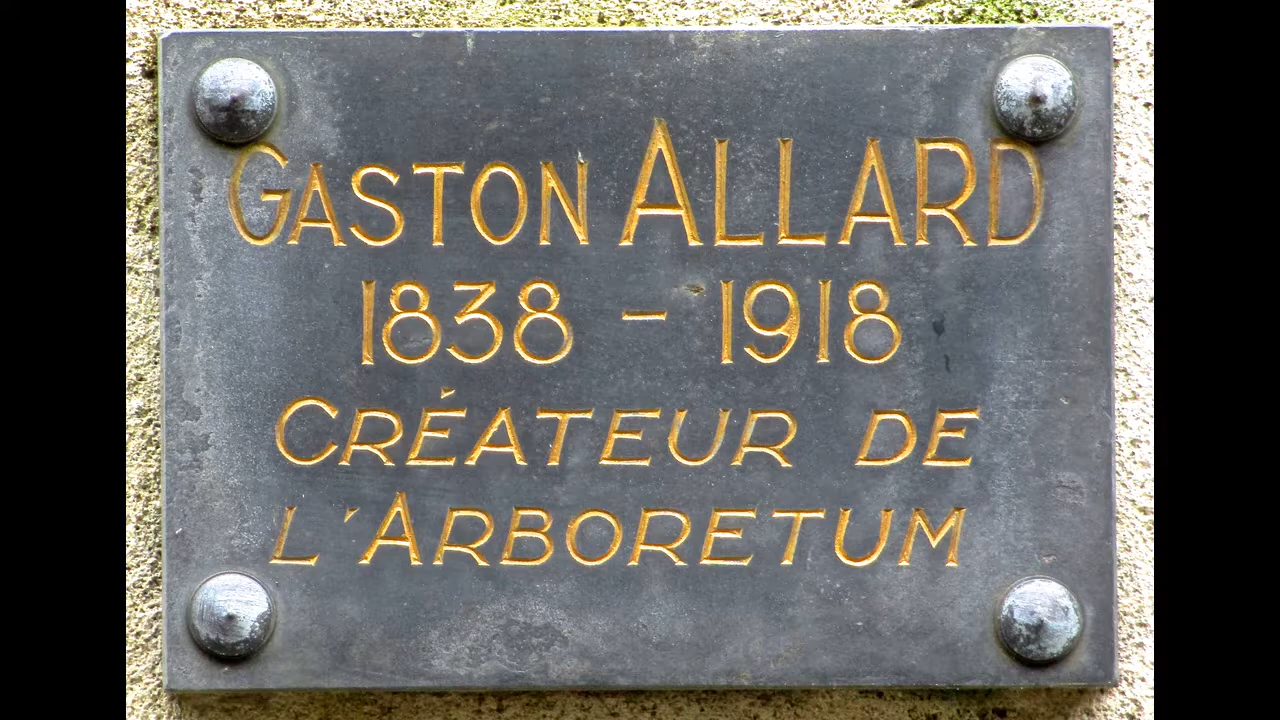 GASTON ALLARD
1838 – 1918
CRÉATEUR DE
L'ARBORETUM